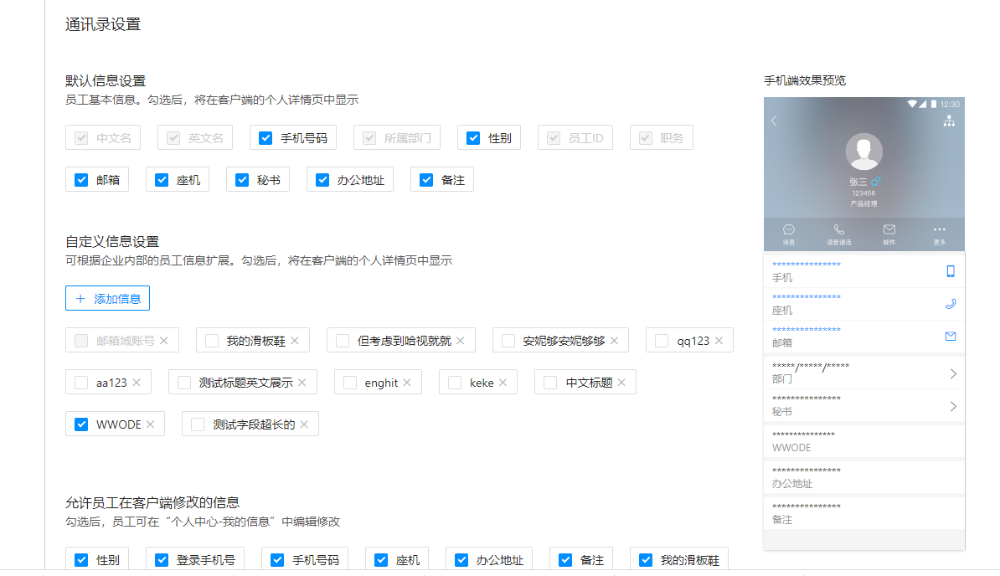 通讯录设置
默认信息设置
员工基本信息。勾选后，将在客户端的个人详情页中显示
中文名 英文名 手机号码 所属部门 性别 员工ID 职务
邮箱 座机 秘书 办公地址 备注
自定义信息设置
可根据企业内部的员工信息扩展。勾选后，将在客户端的个人详情页中显示
+ 添加信息
邮箱域账号 × 我的滑板鞋 × 但考虑到哈视就就 × 安妮够安妮够够 × qq123 ×
aa123 × 测试标题英文展示 × enghit × keke × 中文标题 ×
WWODE × 测试字段超长的 ×
允许员工在客户端修改的信息
勾选后，员工可在“个人中心-我的信息”中编辑修改
性别 登录手机号 手机号码 座机 办公地址 备注 我的滑板鞋
手机端效果预览
12:30
张三
123456
产品经理
消息 语音通话 邮件 更多
***************
手机
***************
座机
***************
邮箱
*****/*****/*****
部门
***************
秘书
**************
WWODE
***************
办公地址
***************
备注